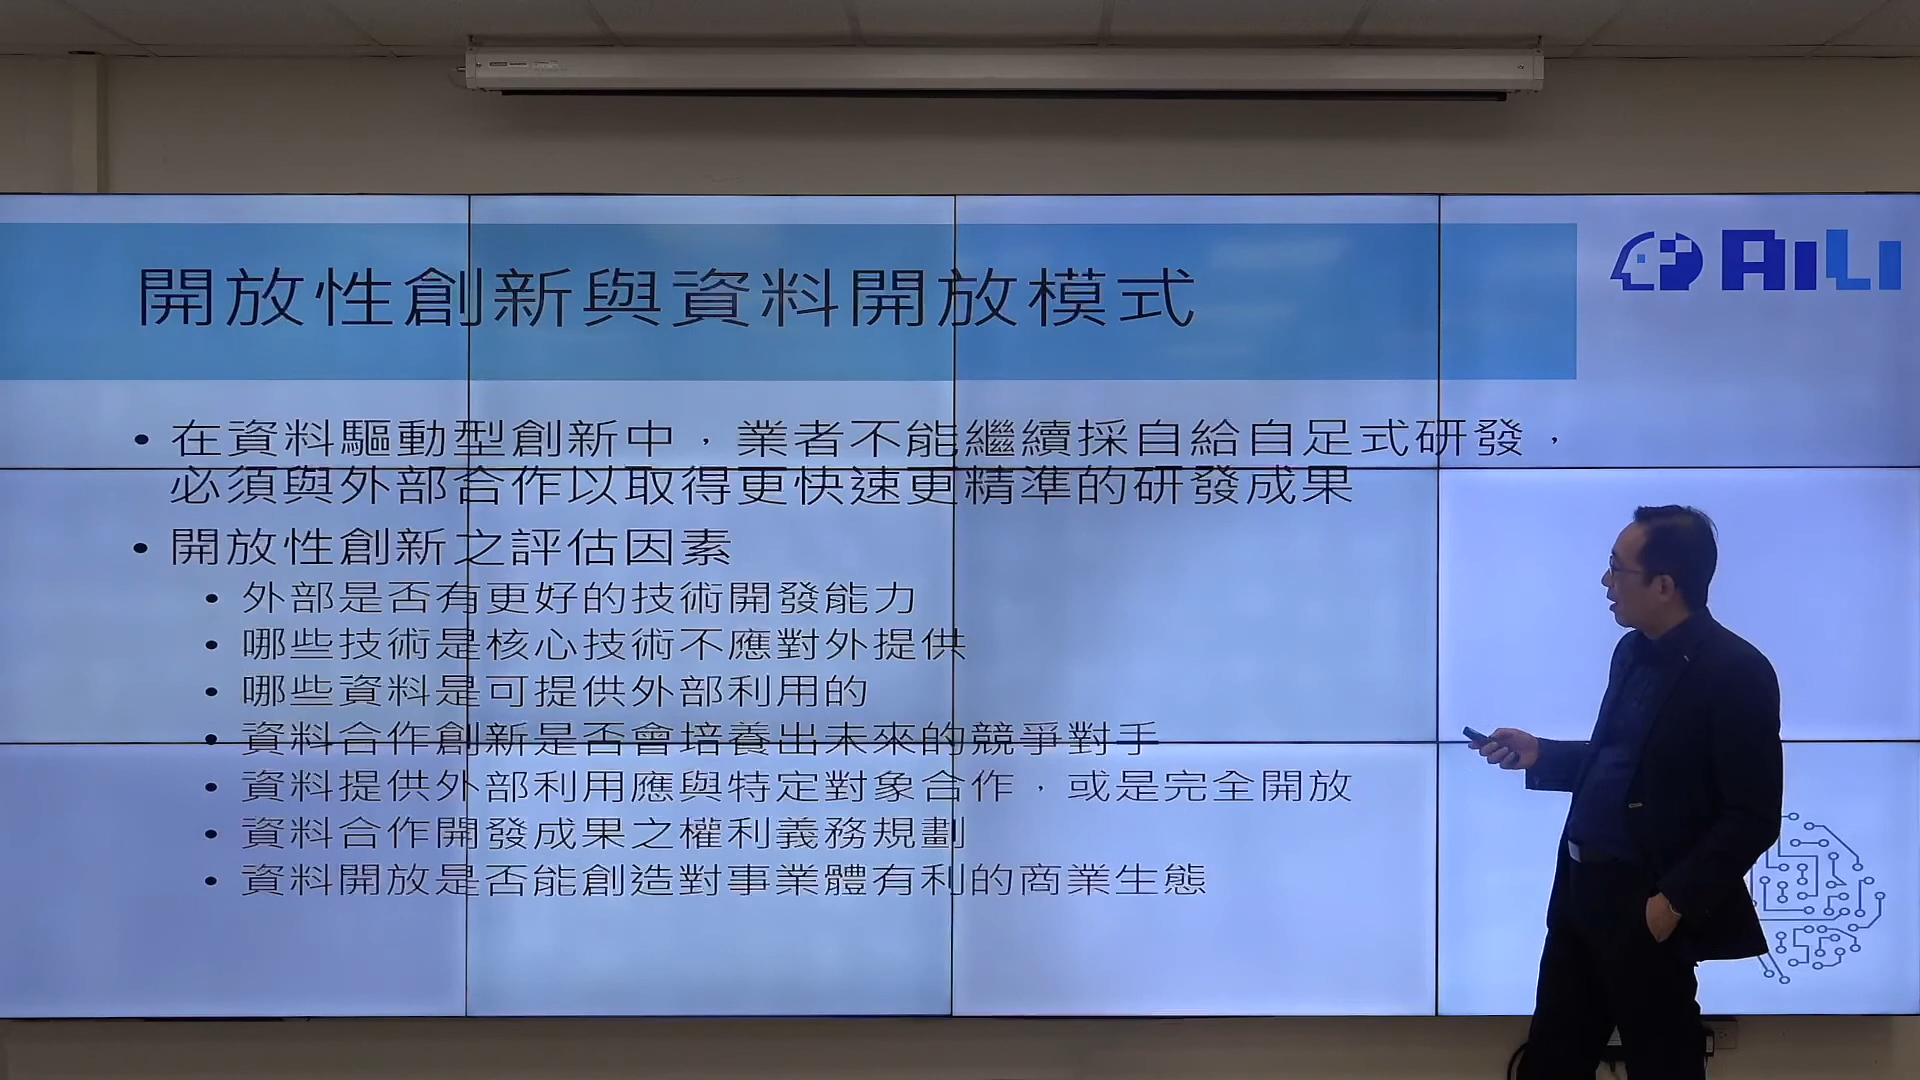 開放性創新與資料開放模式
AiLI
• 在資料驅動型創新中，業者不能繼續採自給自足式研發，
必須與外部合作以取得更快速更精準的研發成果
• 開放性創新之評估因素
• 外部是否有更好的技術開發能力
• 哪些技術是核心技術不應對外提供
• 哪些資料是可提供外部利用的
• 資料合作創新是否會培養出未來的競爭對手
• 資料提供外部利用應與特定對象合作，或是完全開放
• 資料合作開發成果之權利義務規劃
• 資料開放是否能創造對事業體有利的商業生態